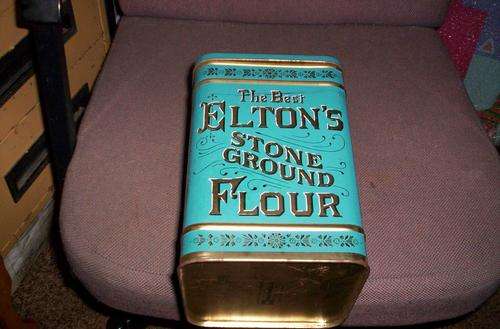 The Best
ELTON'S
STONE
GROUND
FLOUR